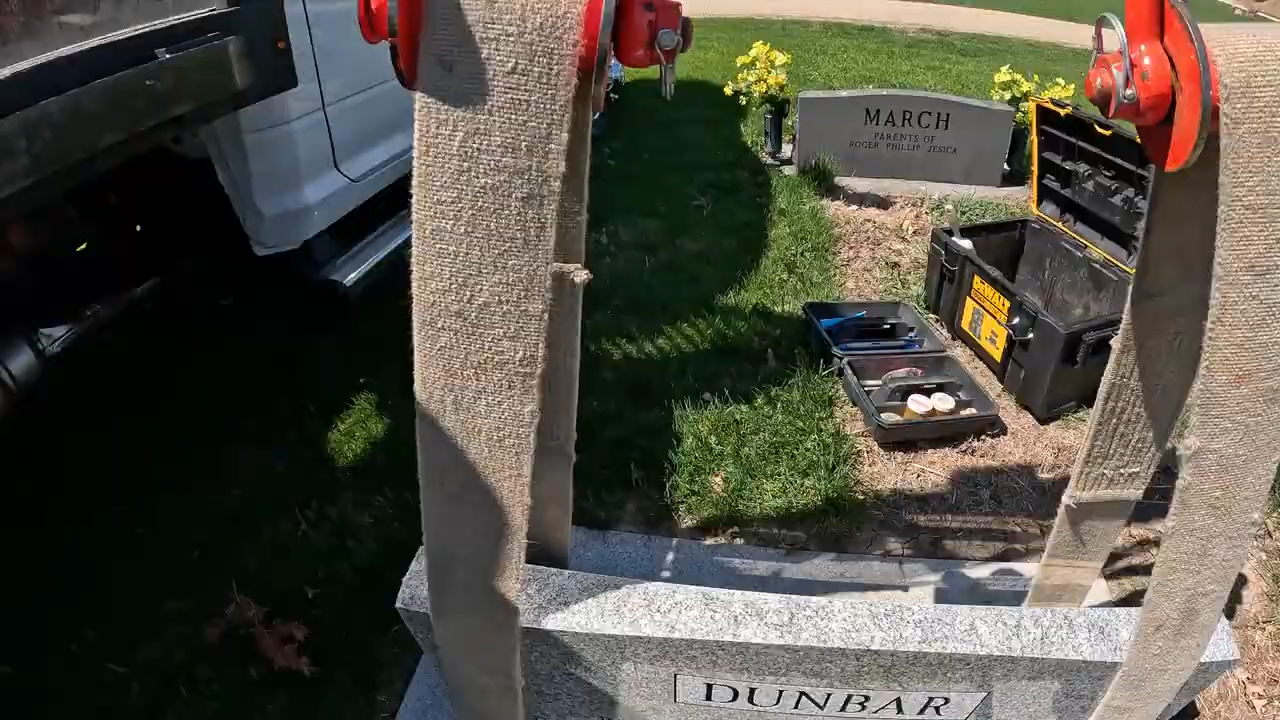 MARCH
PARENTS OF
ROGER PHILLIP JESICA
DEWALT
DUNBAR